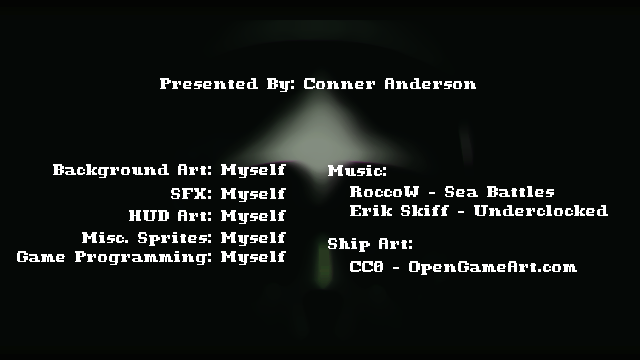 Presented By: Conner Anderson
Background Art: Myself
SFX: Myself
HUD Art: Myself
Misc. Sprites: Myself
Game Programming: Myself
Music:
RoccoW - Sea Battles
Erik Skiff - Underclocked
Ship Art:
CC0 - OpenGameArt.com